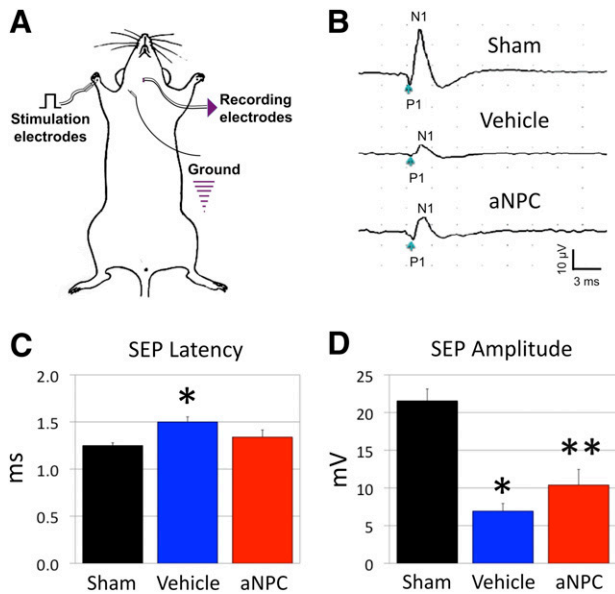 A
Stimulation
electrodes
Recording
electrodes
Ground
B
N1
Sham
P1
Vehicle
N1
P1
aNPC
N1
P1
10 µV
3 ms
C
SEP Latency
2.0
1.5
1.0
0.5
0.0
ms
*
Sham Vehicle aNPC
D
SEP Amplitude
25
20
15
10
5
0
mV
*
**
Sham Vehicle aNPC